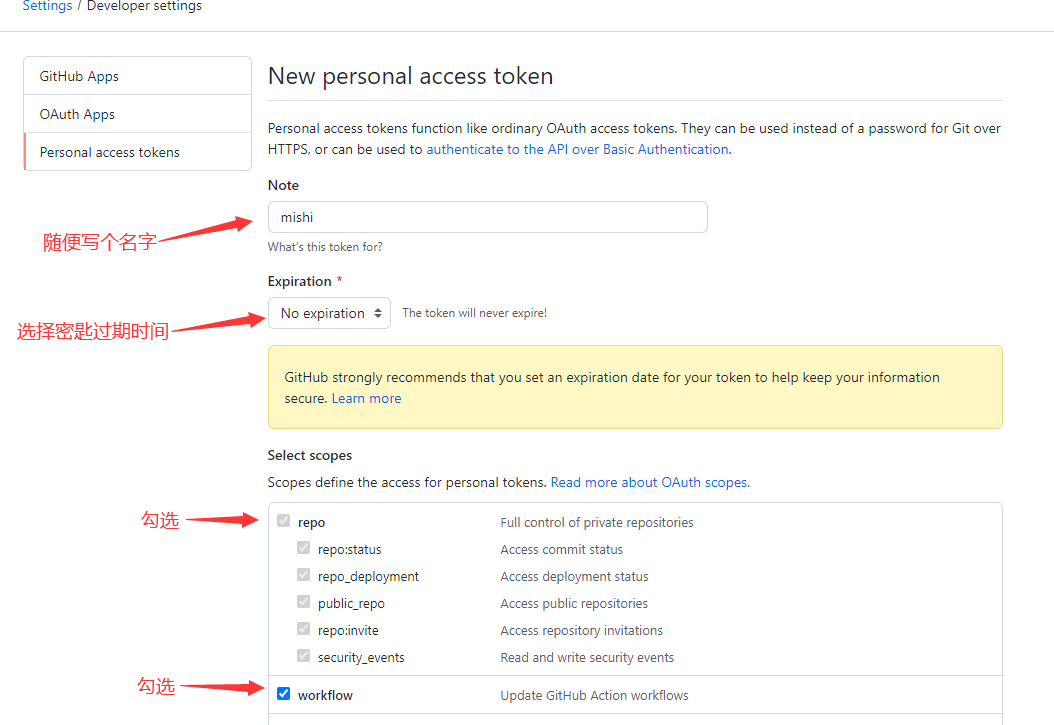 Settings / Developer settings
GitHub Apps
OAuth Apps
Personal access tokens
New personal access token
Personal access tokens function like ordinary OAuth access tokens. They can be used instead of a password for Git over
HTTPS, or can be used to authenticate to the API over Basic Authentication.
Note
mishi
随便写个名字
What's this token for?
Expiration *
No expiration
The token will never expire!
选择密匙过期时间
GitHub strongly recommends that you set an expiration date for your token to help keep your information
secure. Learn more
Select scopes
Scopes define the access for personal tokens. Read more about OAuth scopes.
勾选
repo
Full control of private repositories
repo:status
Access commit status
repo_deployment
Access deployment status
public_repo
Access public repositories
repo:invite
Access repository invitations
security_events
Read and write security events
勾选
workflow
Update GitHub Action workflows